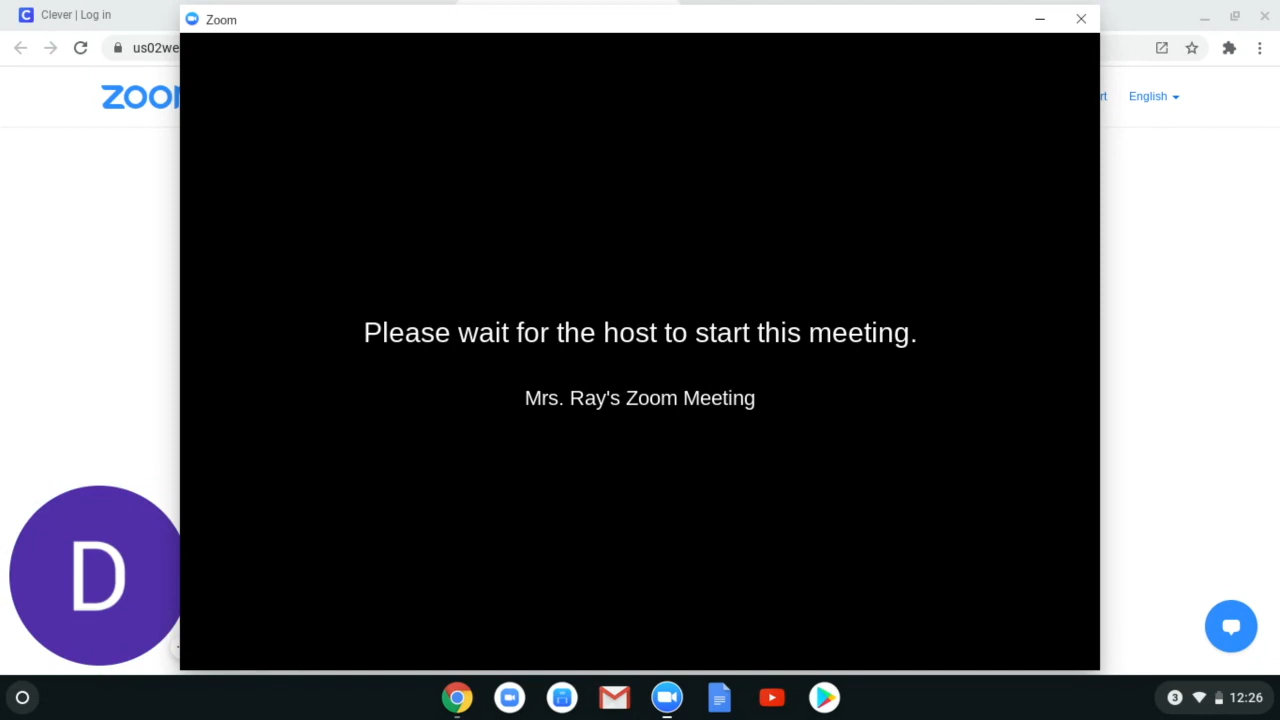 Clever | Log in
Zoom
us02we
ZOOM
rt
English
Please wait for the host to start this meeting.
Mrs. Ray's Zoom Meeting
D
3
12:26